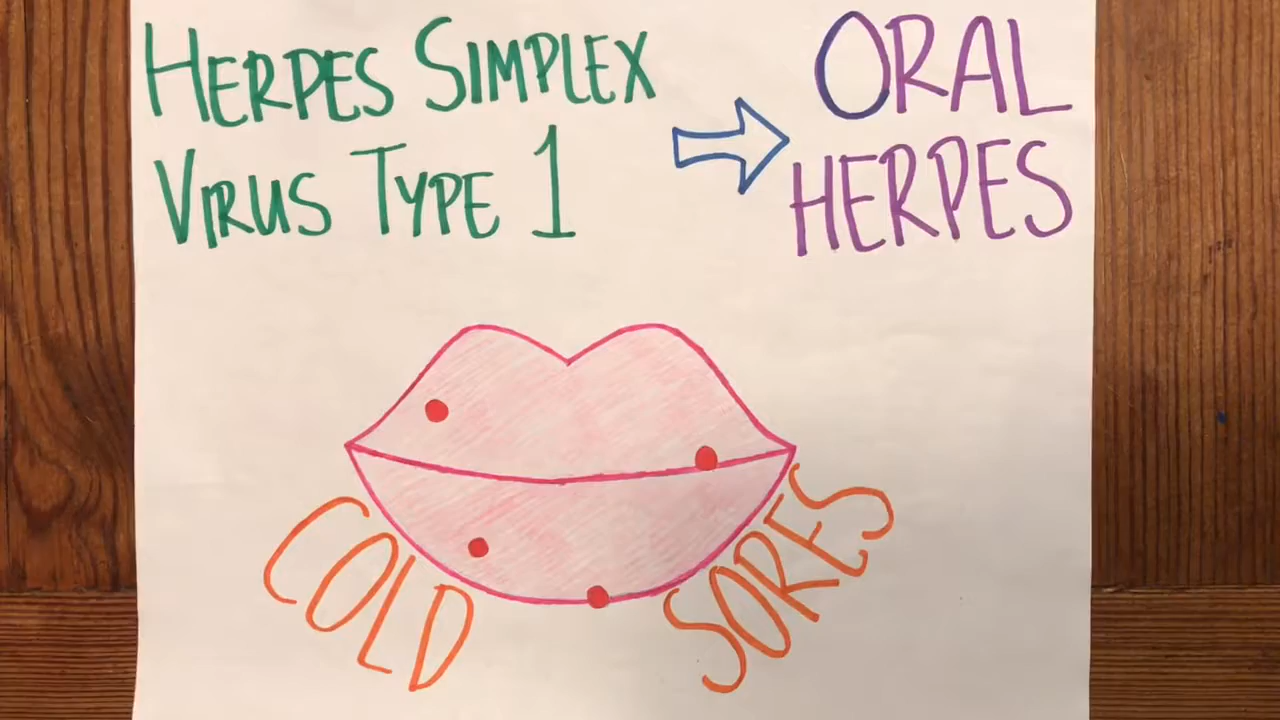 HERPES SIMPLEX
VIRUS TYPE 1
ORAL
HERPES
COLD
SORES